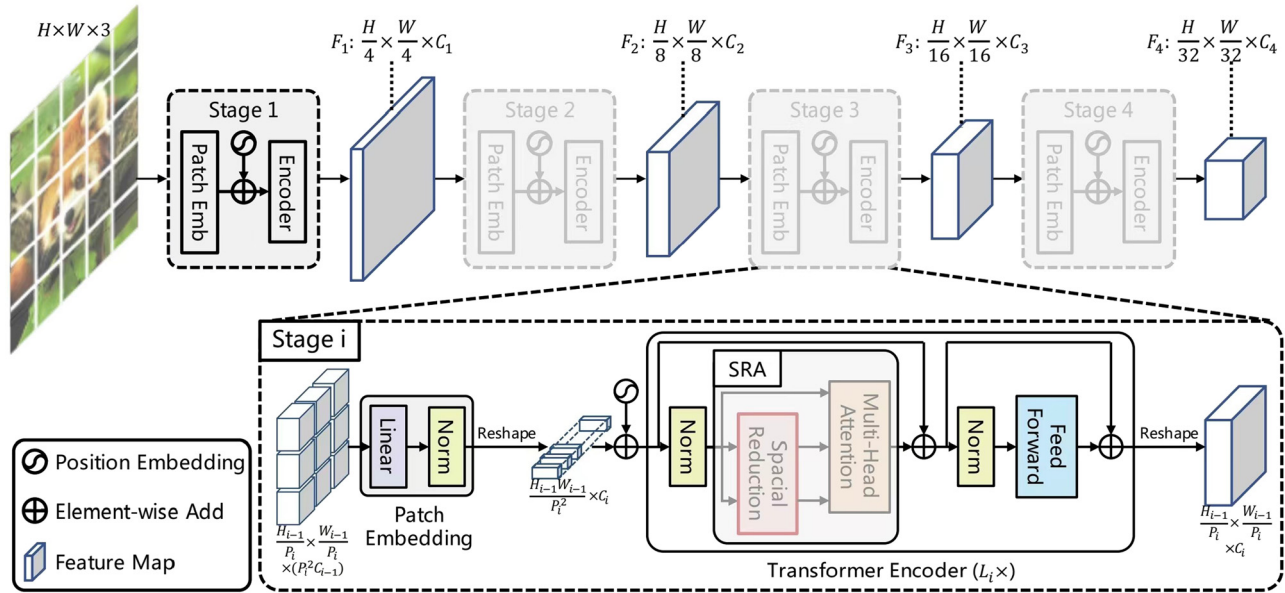 H×W×3
F₁: H/4 × W/4 ×C₁
F₂: H/8 × W/8 ×C₂
F₃: H/16 × W/16 ×C₃
F₄: H/32 × W/32 ×C₄
Stage 1
Patch Emb
Encoder
Stage 2
Patch Emb
Encoder
Stage 3
Patch Emb
Encoder
Stage 4
Patch Emb
Encoder
Stage i
Hᵢ₋₁/Pᵢ × Wᵢ₋₁/Pᵢ
×(Pᵢ²Cᵢ₋₁)
Linear
Norm
Patch
Embedding
Reshape
Hᵢ₋₁Wᵢ₋₁/Pᵢ² ×Cᵢ
Norm
SRA
Spacial
Reduction
Multi-Head
Attention
Norm
Feed
Forward
Transformer Encoder (Lᵢ×)
Reshape
Hᵢ₋₁/Pᵢ × Wᵢ₋₁/Pᵢ
×Cᵢ
Position Embedding
Element-wise Add
Feature Map